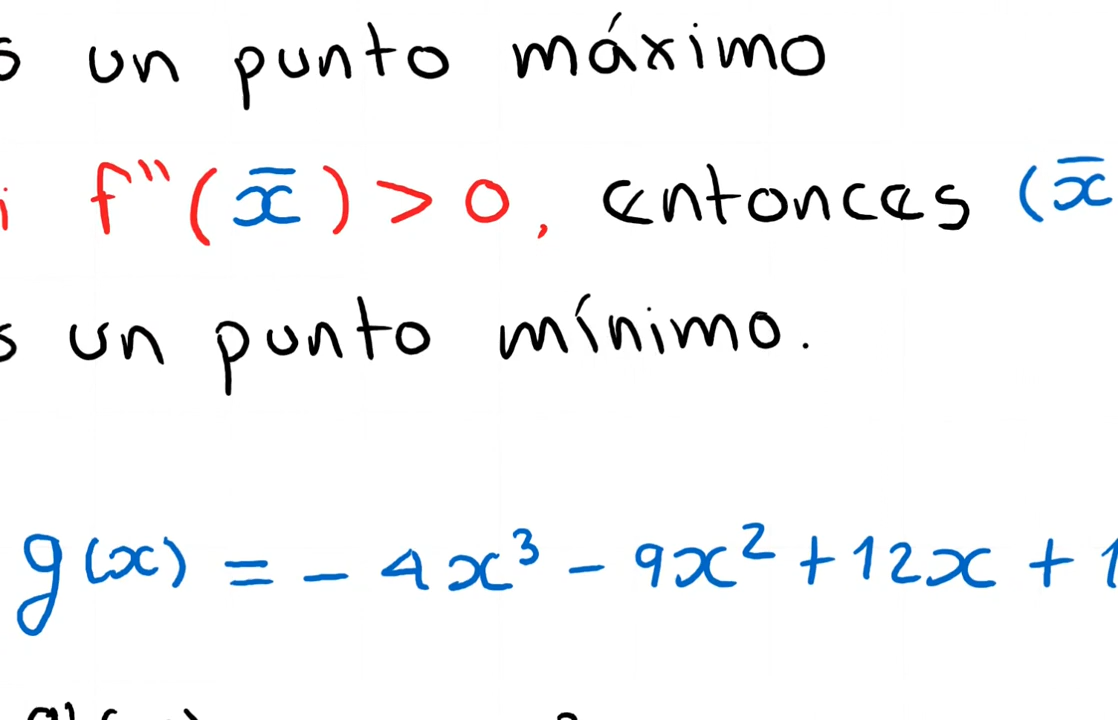 s un punto máximo
i f''(x̄) > 0, entonces (x̄
s un punto mínimo.
g(x) = - 4x³ - 9x² + 12x + 1